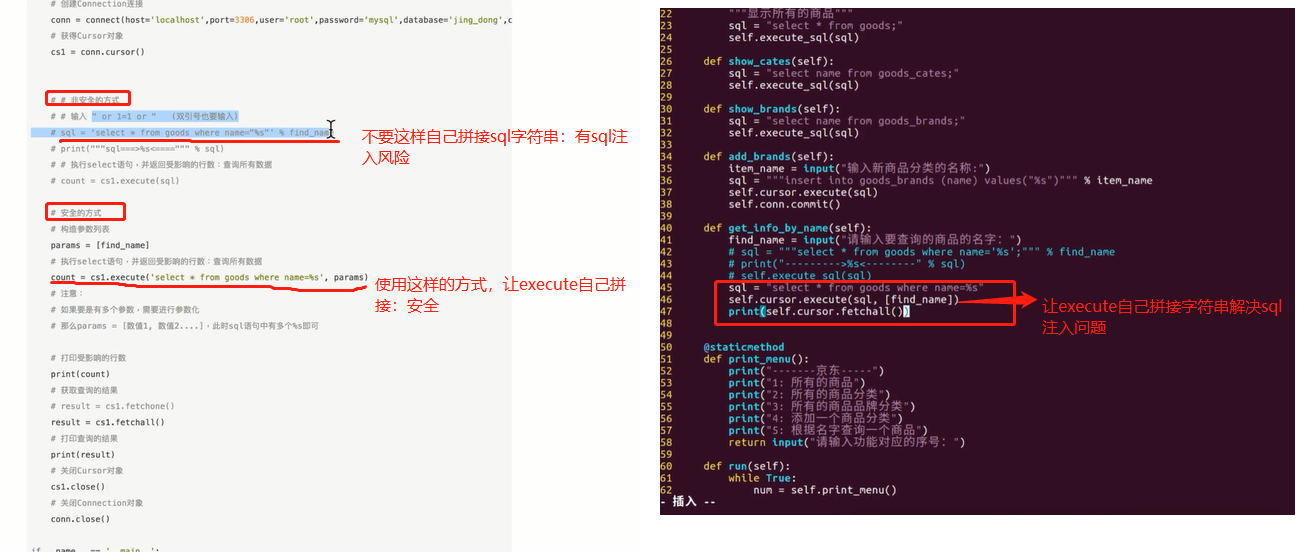 # 创建Connection连接
conn = connect(host='localhost',port=3306,user='root',password='mysql',database='jing_dong',c
# 获得Cursor对象
cs1 = conn.cursor()
# # 非安全的方式
# # 输入 " or 1=1 or " (双引号也要输入)
# sql = 'select * from goods where name="%s"' % find_name
# print("""sql===>%s<====""" % sql)
# # 执行select语句，并返回受影响的行数：查询所有数据
# count = cs1.execute(sql)
# 安全的方式
# 构造参数列表
params = [find_name]
# 执行select语句，并返回受影响的行数：查询所有数据
count = cs1.execute('select * from goods where name=%s', params)
# 注意：
# 如果要是有多个参数，需要进行参数化
# 那么params = [数值1, 数值2....]，此时sql语句中有多个%s即可
# 打印受影响的行数
print(count)
# 获取查询的结果
# result = cs1.fetchone()
result = cs1.fetchall()
# 打印查询的结果
print(result)
# 关闭Cursor对象
cs1.close()
# 关闭Connection对象
conn.close()
if __name__ == '__main__':
不要这样自己拼接sql字符串：有sql注
入风险
使用这样的方式，让execute自己拼
接：安全
22 """显示所有的商品"""
23 sql = "select * from goods;"
24 self.execute_sql(sql)
25
26 def show_cates(self):
27 sql = "select name from goods_cates;"
28 self.execute_sql(sql)
29
30 def show_brands(self):
31 sql = "select name from goods_brands;"
32 self.execute_sql(sql)
33
34 def add_brands(self):
35 item_name = input("输入新商品分类的名称:")
36 sql = """insert into goods_brands (name) values("%s")""" % item_name
37 self.cursor.execute(sql)
38 self.conn.commit()
39
40 def get_info_by_name(self):
41 find_name = input("请输入要查询的商品的名字：")
42 # sql = """select * from goods where name='%s';""" % find_name
43 # print("--------->%s<--------" % sql)
44 # self.execute_sql(sql)
45 sql = "select * from goods where name=%s"
46 self.cursor.execute(sql, [find_name])
47 print(self.cursor.fetchall())
48
49
50 @staticmethod
51 def print_menu():
52 print("-------京东-----")
53 print("1: 所有的商品")
54 print("2: 所有的商品分类")
55 print("3: 所有的商品品牌分类")
56 print("4: 添加一个商品分类")
57 print("5: 根据名字查询一个商品")
58 return input("请输入功能对应的序号：")
59
60 def run(self):
61 while True:
62 num = self.print_menu()
- 插入 --
让execute自己拼接字符串解决sql
注入问题